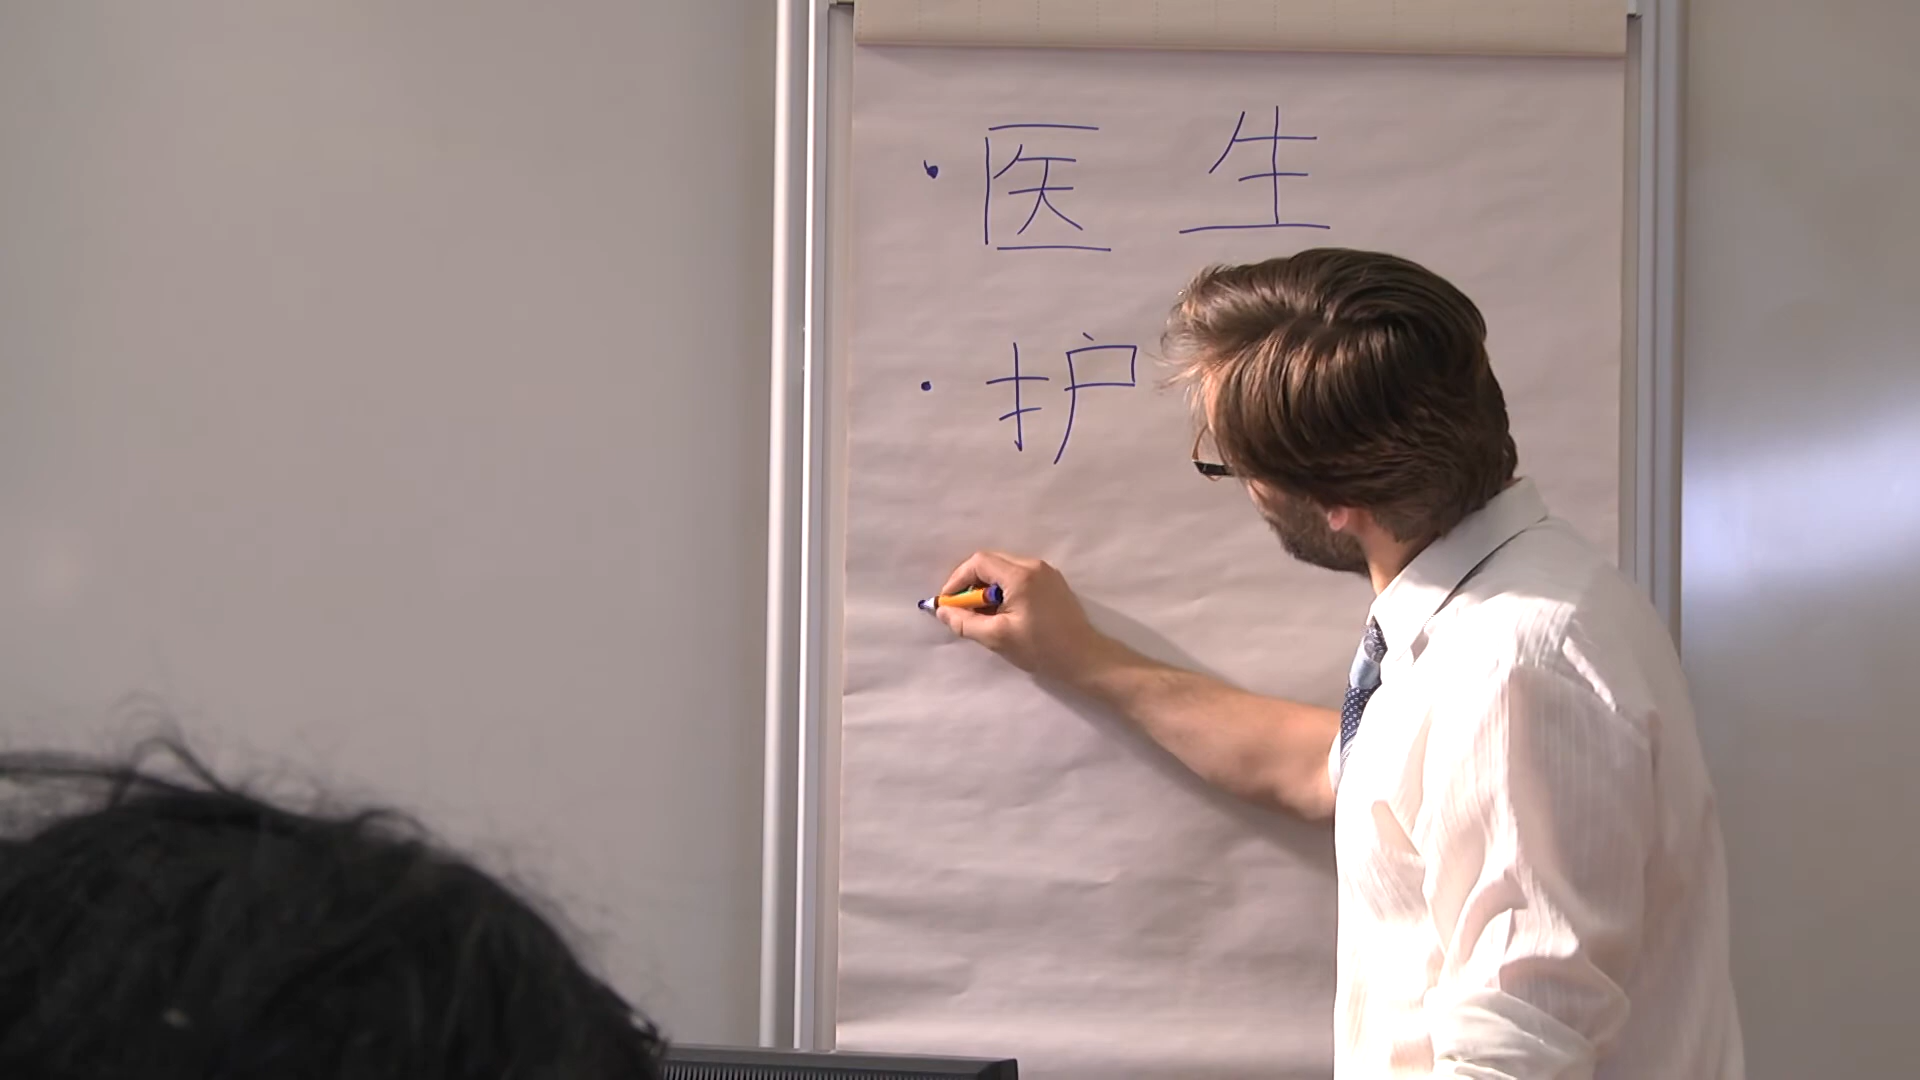 · 医 生
· 护